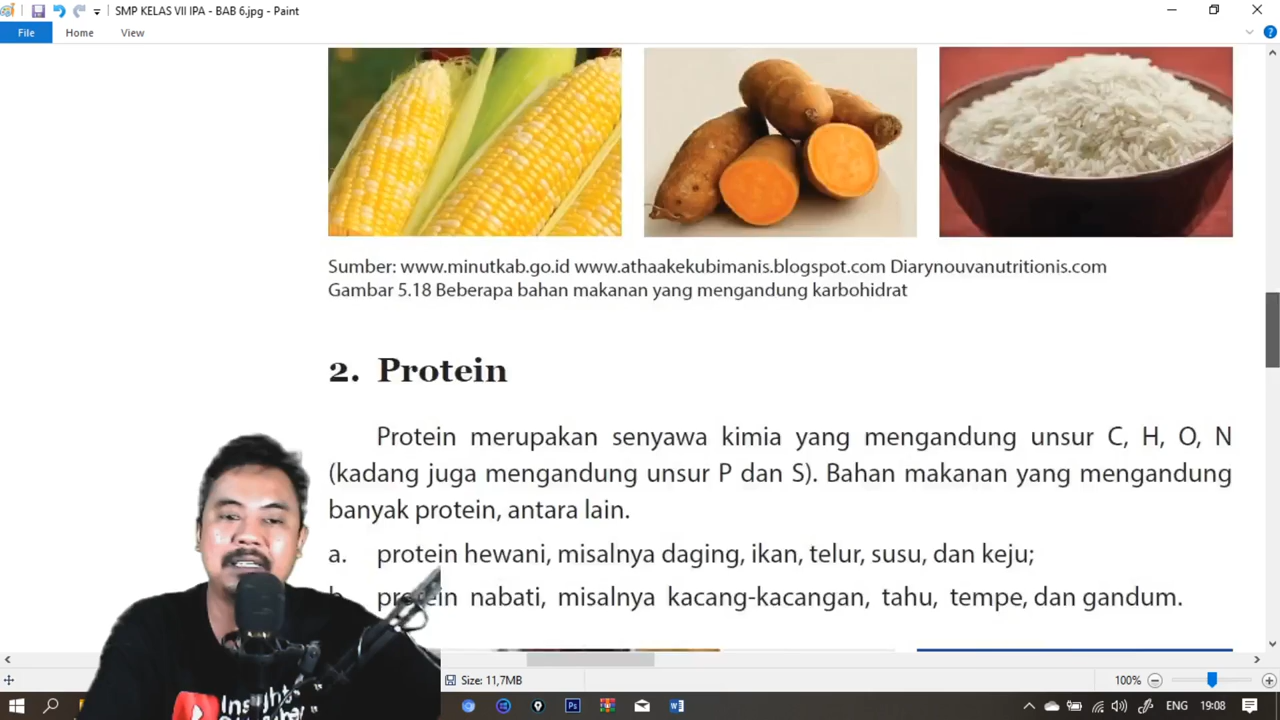 SMP KELAS VII IPA - BAB 6.jpg - Paint
File Home View
Sumber: www.minutkab.go.id www.athaakekubimanis.blogspot.com Diarynouvanutritionis.com
Gambar 5.18 Beberapa bahan makanan yang mengandung karbohidrat
2. Protein
Protein merupakan senyawa kimia yang mengandung unsur C, H, O, N
(kadang juga mengandung unsur P dan S). Bahan makanan yang mengandung
banyak protein, antara lain.
a. protein hewani, misalnya daging, ikan, telur, susu, dan keju;
b. protein nabati, misalnya kacang-kacangan, tahu, tempe, dan gandum.
Size: 11,7MB
100%
ENG
19:08